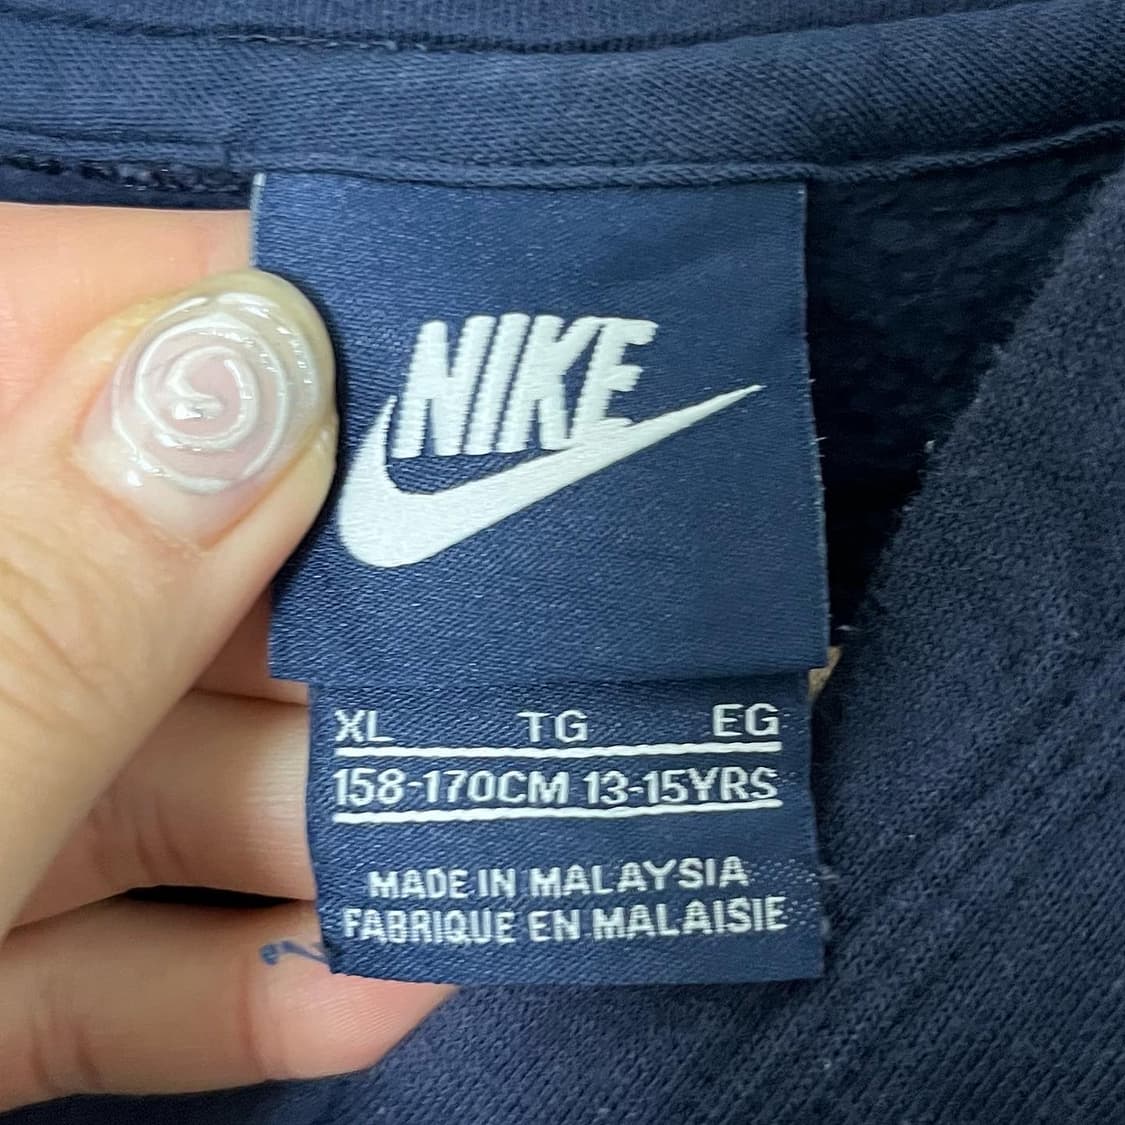 NIKE
XL TG EG
158-170CM 13-15YRS
MADE IN MALAYSIA
FABRIQUE EN MALAISIE